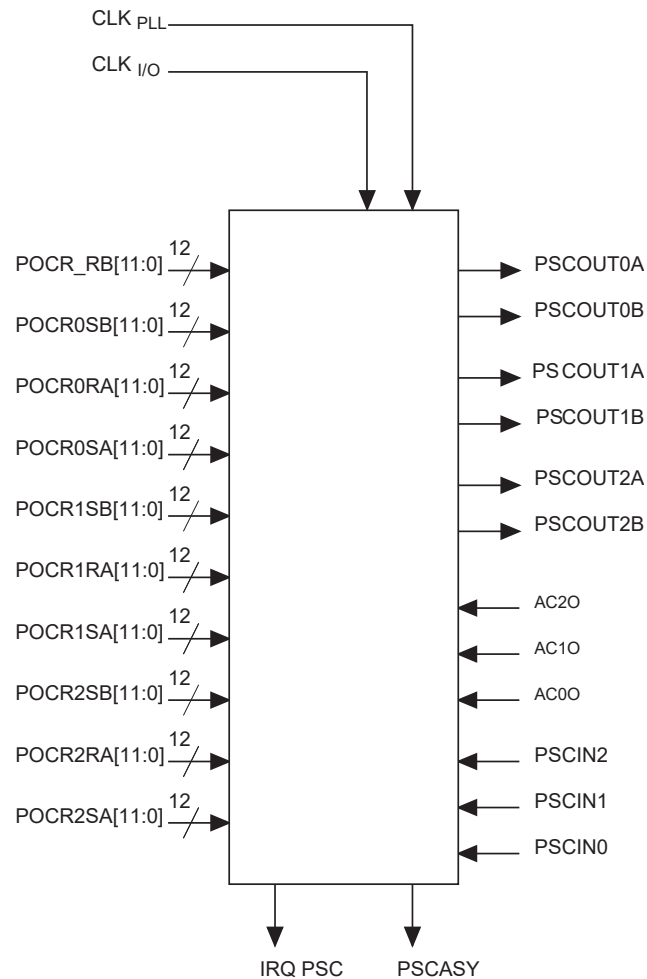 CLK PLL
CLK I/O
POCR_RB[11:0] 12
POCR0SB[11:0] 12
POCR0RA[11:0] 12
POCR0SA[11:0] 12
POCR1SB[11:0] 12
POCR1RA[11:0] 12
POCR1SA[11:0] 12
POCR2SB[11:0] 12
POCR2RA[11:0] 12
POCR2SA[11:0] 12
PSCOUT0A
PSCOUT0B
PSCOUT1A
PSCOUT1B
PSCOUT2A
PSCOUT2B
AC2O
AC1O
AC0O
PSCIN2
PSCIN1
PSCIN0
IRQ PSC
PSCASY